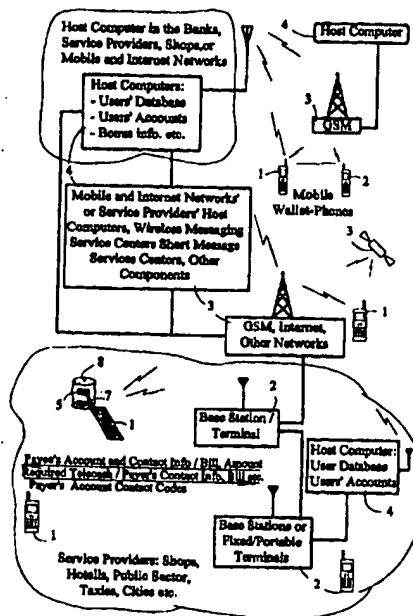 Host Computer in the Banks,
Service Providers, Shops, or
Mobile and Internet Networks
Host Computers:
- Users' Database
- Users' Accounts
- Bonus Info. etc.
4
4
Host Computer
3
GSM
1
2
Mobile
Wallet-Phones
3
Mobile and Internet Networks'
or Service Providers' Host
Computers, Wireless Messaging
Service Centers Short Message
Services Centers, Other
Components
3
1
GSM, Internet,
Other Networks
8
5
7
1
2
Base Station /
Terminal
Payee's Account and Contact Info / Bill Amount
Required Telecash / Payer's Contact Info, Bill etc.
Payer's Account Contact Codes
Host Computer:
User Database
Users' Accounts
4
1
Base Stations or
Fixed/Portable
Terminals
2
1
Service Providers: Shops,
Hotells, Public Sector,
Taxies, Cities etc.